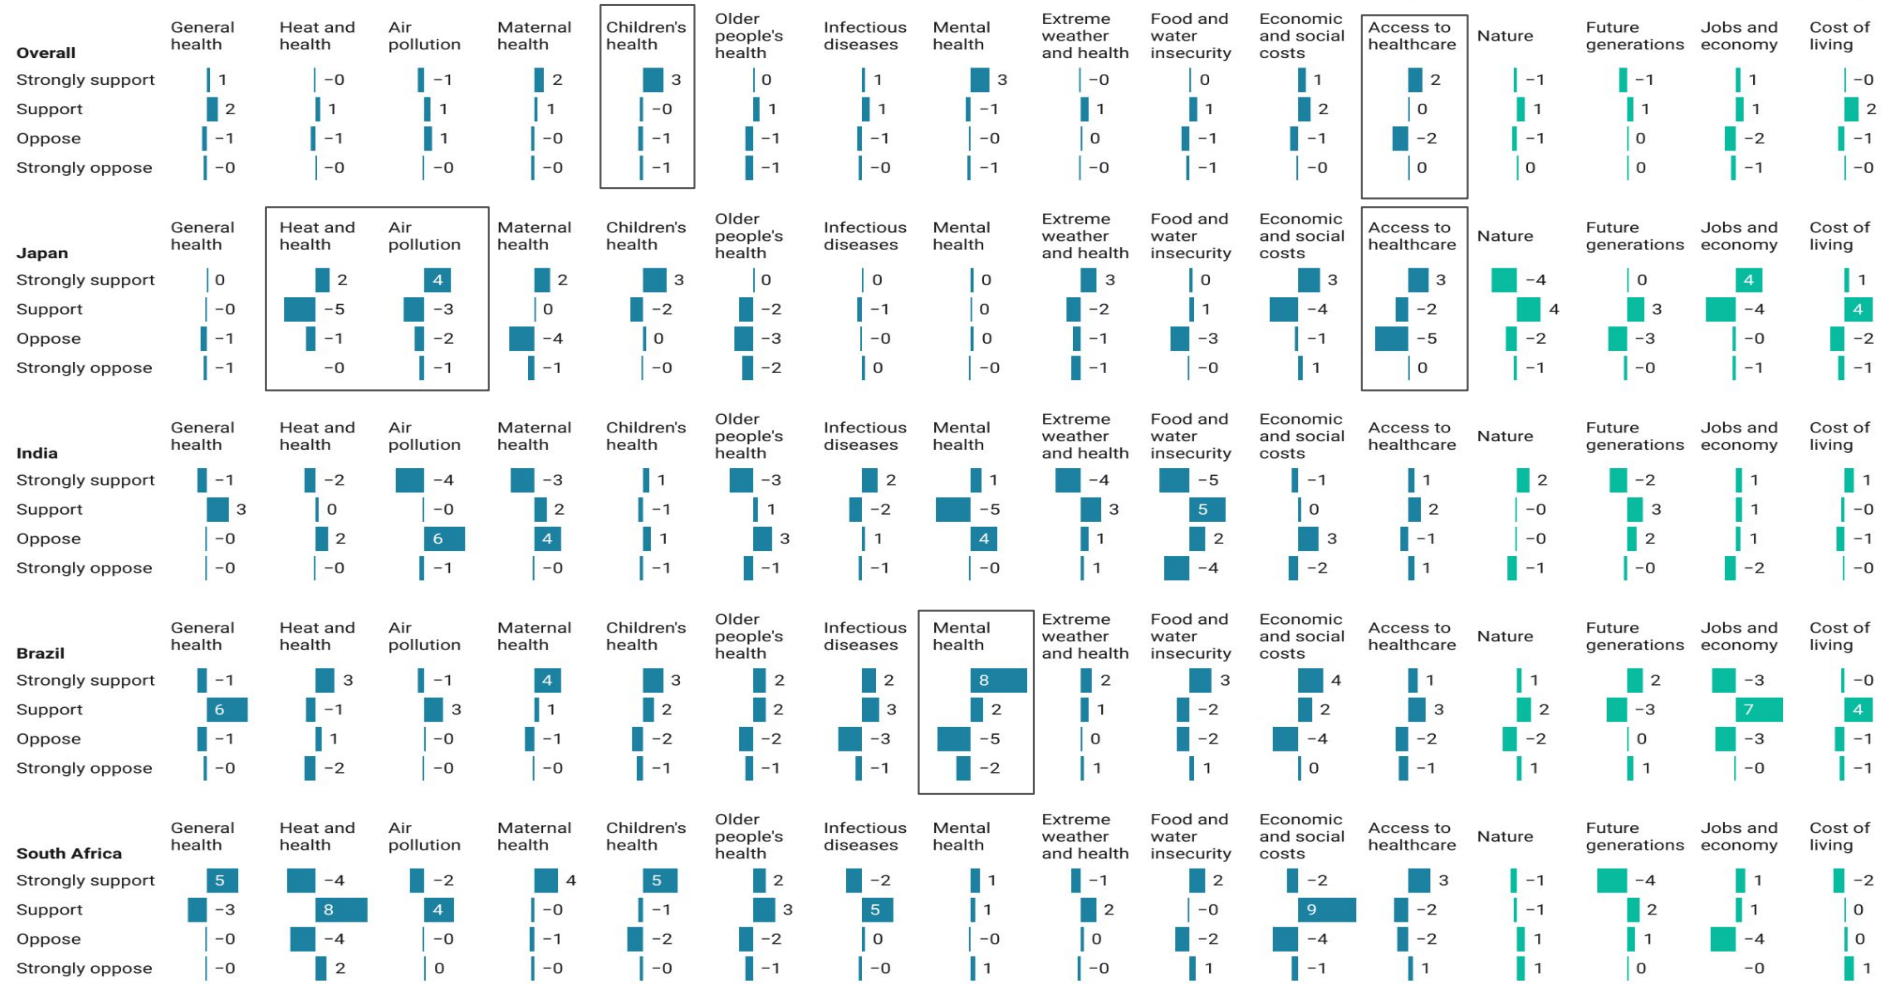 General health Heat and health Air pollution Maternal health Children's health Older people's health Infectious diseases Mental health Extreme weather and health Food and water insecurity Economic and social costs Access to healthcare Nature Future generations Jobs and economy Cost of living
Overall
Strongly support 1 −0 −1 2 3 0 1 3 −0 0 1 2 −1 −1 1 −0
Support 2 1 1 1 −0 1 1 −1 1 1 2 0 1 1 1 2
Oppose −1 −1 1 −0 −1 −1 −1 −0 0 −1 −1 −2 −1 0 −2 −1
Strongly oppose −0 −0 −0 −0 −1 −1 −0 −1 −0 −1 −0 0 0 0 −1 −0
General health Heat and health Air pollution Maternal health Children's health Older people's health Infectious diseases Mental health Extreme weather and health Food and water insecurity Economic and social costs Access to healthcare Nature Future generations Jobs and economy Cost of living
Japan
Strongly support 0 2 4 2 3 0 0 0 3 0 3 3 −4 0 4 1
Support −0 −5 −3 0 −2 −2 −1 0 −2 1 −4 −2 4 3 −4 4
Oppose −1 −1 −2 −4 0 −3 −0 0 −1 −3 −1 −5 −2 −3 −0 −2
Strongly oppose −1 −0 −1 −1 −0 −2 0 −0 −1 −0 1 0 −1 −0 −1 −1
General health Heat and health Air pollution Maternal health Children's health Older people's health Infectious diseases Mental health Extreme weather and health Food and water insecurity Economic and social costs Access to healthcare Nature Future generations Jobs and economy Cost of living
India
Strongly support −1 −2 −4 −3 1 −3 2 1 −4 −5 −1 1 2 −2 1 1
Support 3 0 −0 2 −1 1 −2 −5 3 5 0 2 −0 3 1 −0
Oppose −0 2 6 4 1 3 1 4 1 2 3 −1 −0 2 1 −1
Strongly oppose −0 −0 −1 −0 −1 −1 −1 −0 1 −4 −2 1 −1 −0 −2 −0
General health Heat and health Air pollution Maternal health Children's health Older people's health Infectious diseases Mental health Extreme weather and health Food and water insecurity Economic and social costs Access to healthcare Nature Future generations Jobs and economy Cost of living
Brazil
Strongly support −1 3 −1 4 3 2 2 8 2 3 4 1 1 2 −3 −0
Support 6 −1 3 1 2 2 3 2 1 −2 2 3 2 −3 7 4
Oppose −1 1 −0 −1 −2 −2 −3 −5 0 −2 −4 −2 −2 0 −3 −1
Strongly oppose −0 −2 −0 −0 −1 −1 −1 −2 1 1 0 −1 1 1 −0 −1
General health Heat and health Air pollution Maternal health Children's health Older people's health Infectious diseases Mental health Extreme weather and health Food and water insecurity Economic and social costs Access to healthcare Nature Future generations Jobs and economy Cost of living
South Africa
Strongly support 5 −4 −2 4 5 2 −2 1 −1 2 −2 3 −1 −4 1 −2
Support −3 8 4 −0 −1 3 5 1 2 −0 9 −2 −1 2 1 0
Oppose −0 −4 −0 −1 −2 −2 0 −0 0 −2 −4 −2 1 1 −4 0
Strongly oppose −0 2 0 −0 −0 −1 −0 1 −0 1 −1 1 1 0 −0 1